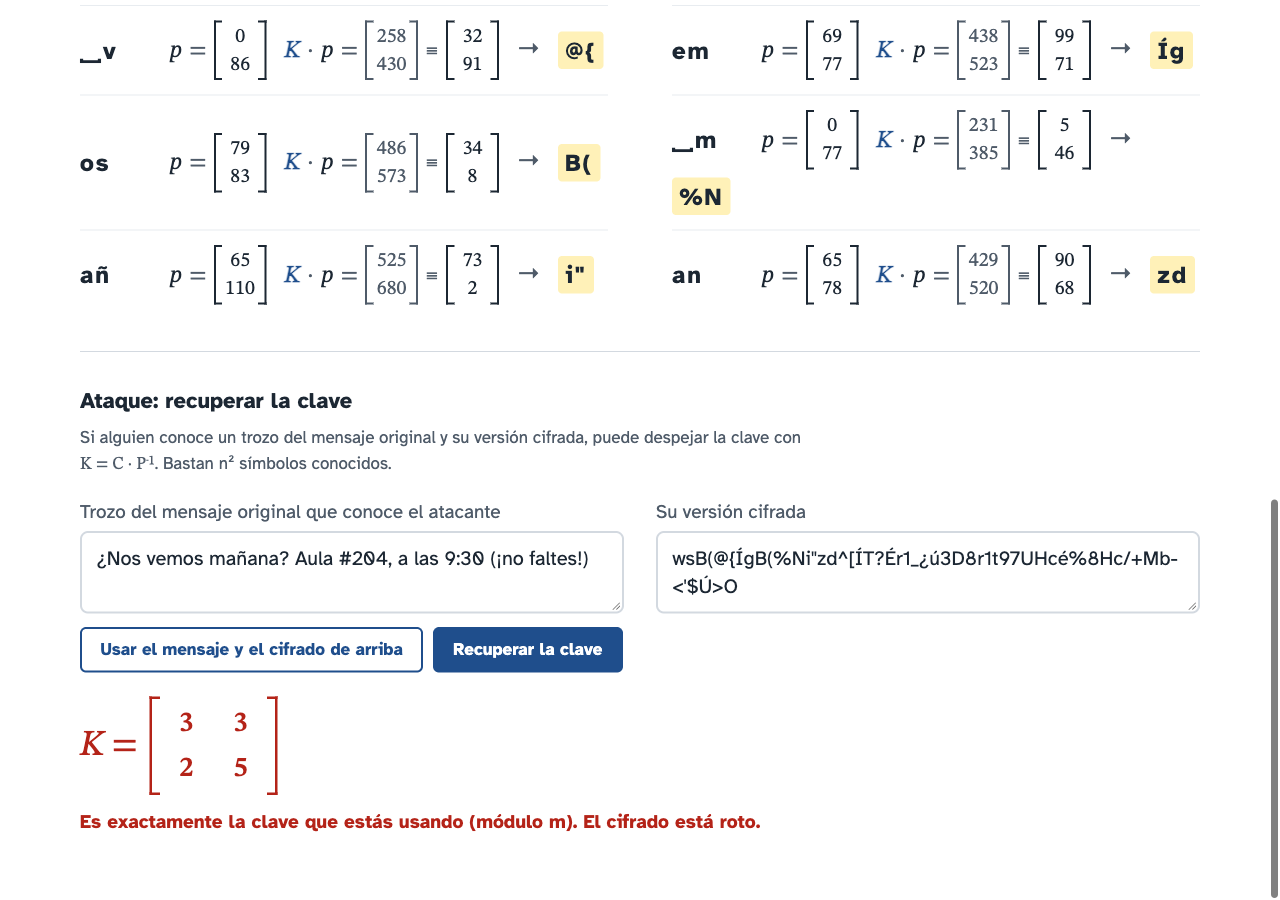 ␣v p = [0 86] K · p = [258 430] ≡ [32 91] → @{
em p = [69 77] K · p = [438 523] ≡ [99 71] → Íg
os p = [79 83] K · p = [486 573] ≡ [34 8] → B(
␣m p = [0 77] K · p = [231 385] ≡ [5 46] →
%N
añ p = [65 110] K · p = [525 680] ≡ [73 2] → i"
an p = [65 78] K · p = [429 520] ≡ [90 68] → zd
Ataque: recuperar la clave
Si alguien conoce un trozo del mensaje original y su versión cifrada, puede despejar la clave con
K = C · P⁻¹. Bastan n² símbolos conocidos.
Trozo del mensaje original que conoce el atacante
¿Nos vemos mañana? Aula #204, a las 9:30 (¡no faltes!)
Su versión cifrada
wsB(@{ÍgB(%Ni"zd^[ÍT?Ér1_¿ú3D8r1t97UHcé%8Hc/+Mb-
<'$Ú>O
Usar el mensaje y el cifrado de arriba
Recuperar la clave
K = [3 3
2 5]
Es exactamente la clave que estás usando (módulo m). El cifrado está roto.